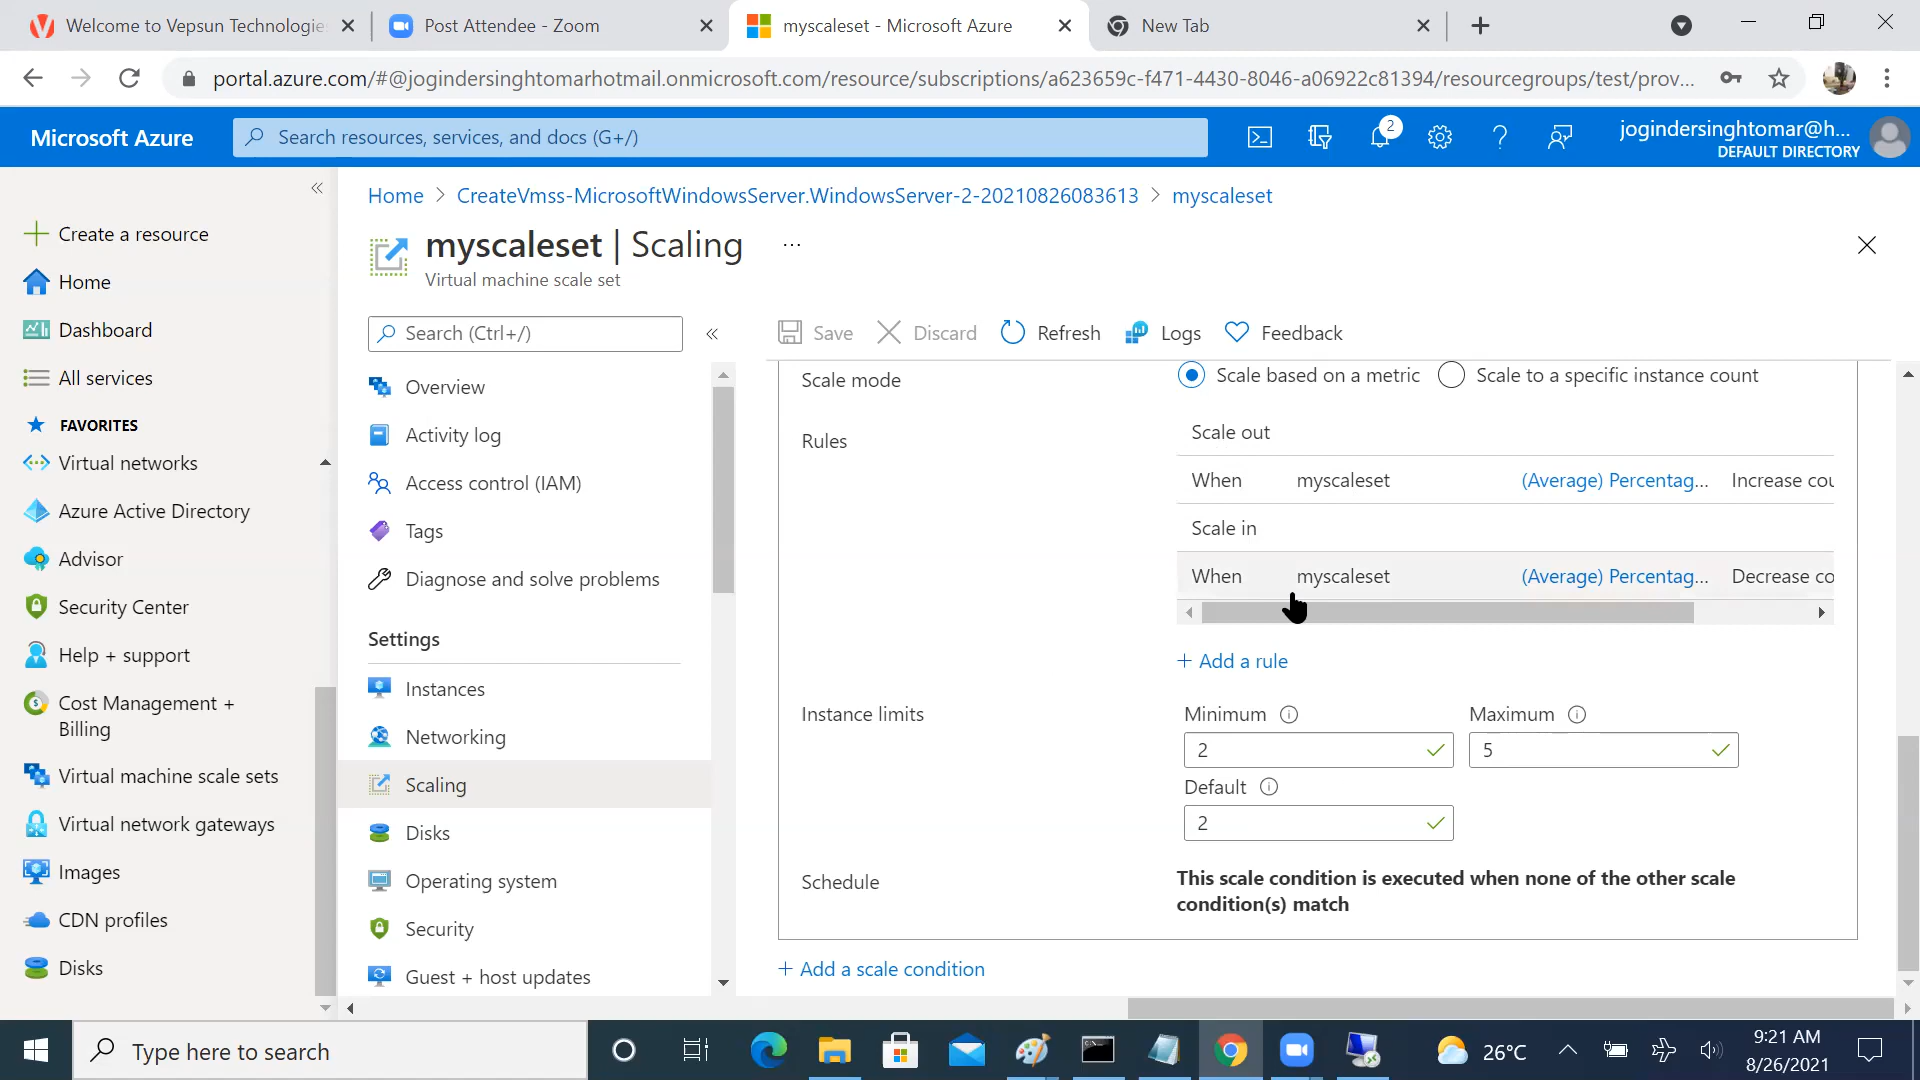 Welcome to Vepsun Technologies
Post Attendee - Zoom
myscaleset - Microsoft Azure
New Tab
portal.azure.com/#@jogindersinghtomarhotmail.onmicrosoft.com/resource/subscriptions/a623659c-f471-4430-8046-a06922c81394/resourcegroups/test/prov...
Microsoft Azure
Search resources, services, and docs (G+/)
2
jogindersinghtomar@h...
DEFAULT DIRECTORY
Home > CreateVmss-MicrosoftWindowsServer.WindowsServer-2-20210826083613 > myscaleset
myscaleset | Scaling ...
Virtual machine scale set
Create a resource
Home
Dashboard
All services
FAVORITES
Virtual networks
Azure Active Directory
Advisor
Security Center
Help + support
Cost Management +
Billing
Virtual machine scale sets
Virtual network gateways
Images
CDN profiles
Disks
Search (Ctrl+/)
Overview
Activity log
Access control (IAM)
Tags
Diagnose and solve problems
Settings
Instances
Networking
Scaling
Disks
Operating system
Security
Guest + host updates
Save
Discard
Refresh
Logs
Feedback
Scale mode
Scale based on a metric
Scale to a specific instance count
Rules
Scale out
When myscaleset (Average) Percentag... Increase cou
Scale in
When myscaleset (Average) Percentag... Decrease co
+ Add a rule
Instance limits
Minimum
2
Maximum
5
Default
2
Schedule
This scale condition is executed when none of the other scale
condition(s) match
+ Add a scale condition
Type here to search
26°C
9:21 AM
8/26/2021